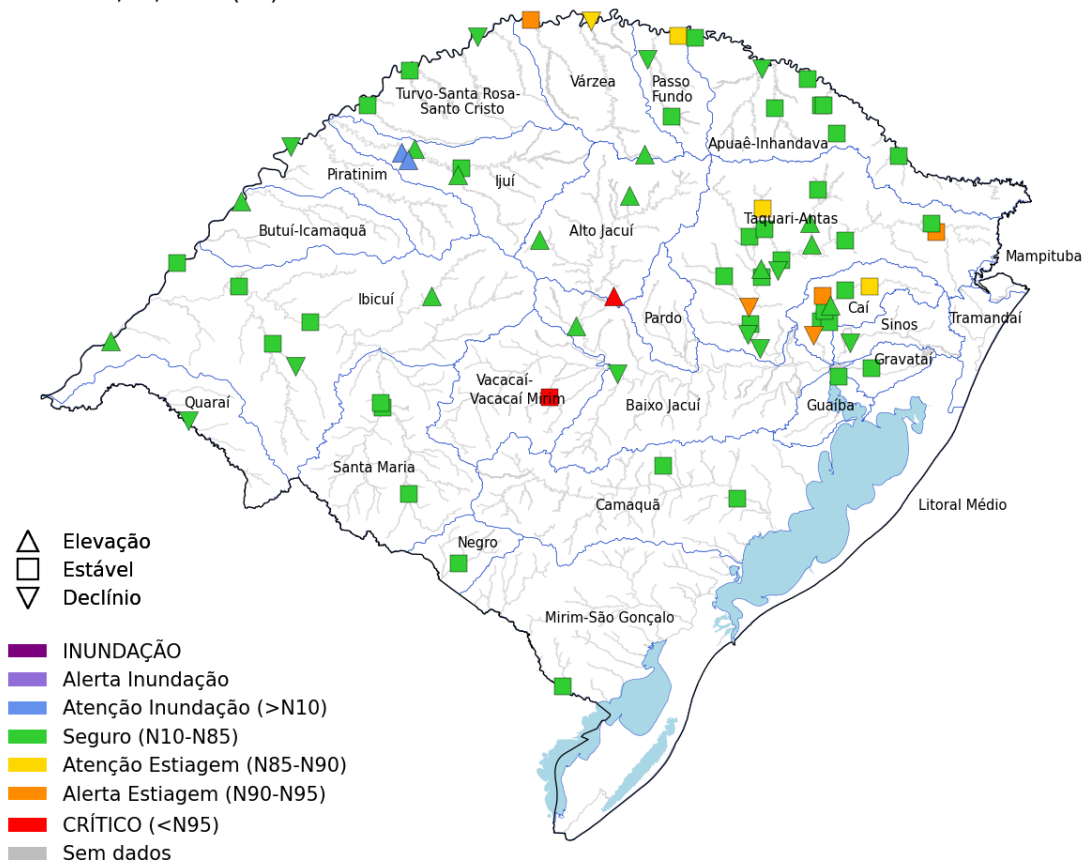 Várzea
Passo
Fundo
Turvo-Santa Rosa-
Santo Cristo
Apuaê-Inhandava
Piratinim
Ijuí
Taquari-Antas
Butuí-Icamaquã
Alto Jacuí
Mampituba
Ibicuí
Pardo
Caí
Tramandaí
Sinos
Gravataí
Vacacaí-
Vacacaí Mirim
Quaraí
Baixo Jacuí
Guaíba
Santa Maria
Camaquã
Litoral Médio
Negro
Mirim-São Gonçalo
Elevação
Estável
Declínio
INUNDAÇÃO
Alerta Inundação
Atenção Inundação (>N10)
Seguro (N10-N85)
Atenção Estiagem (N85-N90)
Alerta Estiagem (N90-N95)
CRÍTICO (<N95)
Sem dados